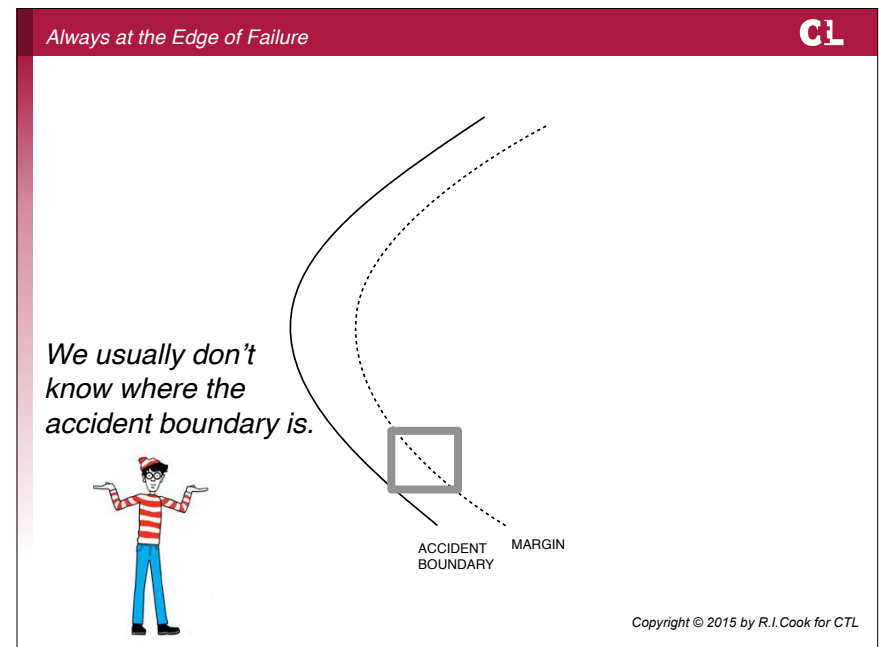 Always at the Edge of Failure
CtL
We usually don't
know where the
accident boundary is.
ACCIDENT
BOUNDARY
MARGIN
Copyright © 2015 by R.I.Cook for CTL